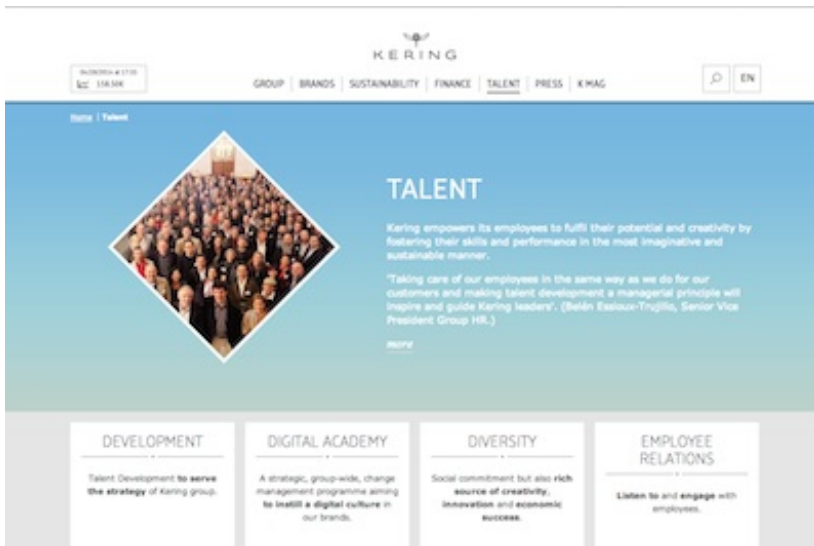 KERING
158.50€
GROUP | BRANDS | SUSTAINABILITY | FINANCE | TALENT | PRESS | K MAG
EN
Home | Talent
TALENT
Kering empowers its employees to fulfil their potential and creativity by
fostering their skills and performance in the most imaginative and
sustainable manner.
'Taking care of our employees in the same way as we do for our
customers and making talent development a managerial principle will
inspire and guide Kering leaders'. (Belén Essioux-Trujillo, Senior Vice
President Group HR.)
more
DEVELOPMENT
Talent Development to serve
the strategy of Kering group.
DIGITAL ACADEMY
A strategic, group-wide, change
management programme aiming
to instill a digital culture in
our brands.
DIVERSITY
Social commitment but also rich
source of creativity,
innovation and economic
success.
EMPLOYEE
RELATIONS
Listen to and engage with
employees.